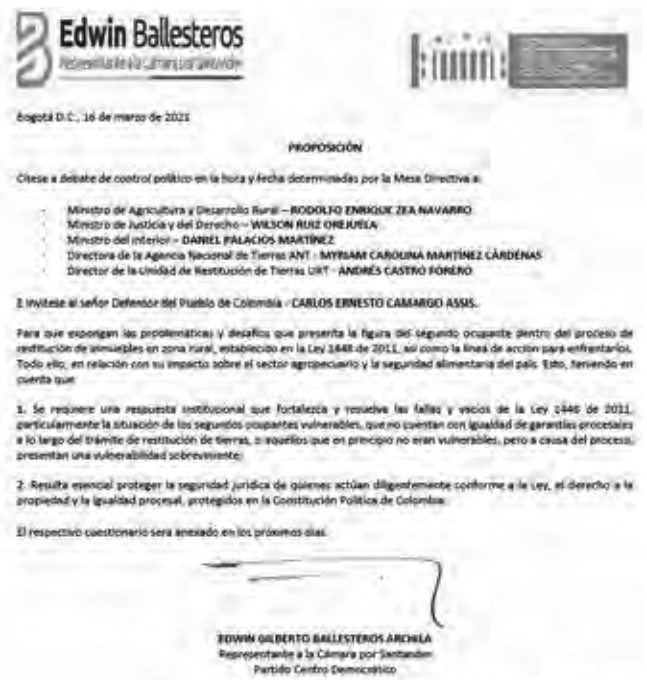 Edwin Ballesteros
Representante a la Cámara por Santander
Bogotá D.C., 16 de marzo de 2021
PROPOSICIÓN
Cítese a debate de control político en la hora y fecha determinadas por la Mesa Directiva a:
- Ministro de Agricultura y Desarrollo Rural – RODOLFO ENRIQUE ZEA NAVARRO
- Ministro de Justicia y del Derecho – WILSON RUIZ OREJUELA
- Ministro del Interior – DANIEL PALACIOS MARTÍNEZ
- Directora de la Agencia Nacional de Tierras ANT - MYRIAM CAROLINA MARTÍNEZ CÁRDENAS
- Director de la Unidad de Restitución de Tierras URT - ANDRÉS CASTRO FORERO
E invítese al señor Defensor del Pueblo de Colombia - CARLOS ERNESTO CAMARGO ASSIS.
Para que expongan las problemáticas y desafíos que presenta la figura del segundo ocupante dentro del proceso de
restitución de inmuebles en zona rural, establecido en la Ley 1448 de 2011, así como la línea de acción para enfrentarlos.
Todo ello, en relación con su impacto sobre el sector agropecuario y la seguridad alimentaria del país. Esto, teniendo en
cuenta que:
1. Se requiere una respuesta institucional que fortalezca y resuelva las fallas y vacíos de la Ley 1448 de 2011,
particularmente la situación de los segundos ocupantes vulnerables, que no cuentan con igualdad de garantías procesales
a lo largo del trámite de restitución de tierras, o aquellos que en principio no eran vulnerables, pero a causa del proceso,
presentan una vulnerabilidad sobreviniente;
2. Resulta esencial proteger la seguridad jurídica de quienes actúan diligentemente conforme a la Ley, el derecho a la
propiedad y la igualdad procesal, protegidos en la Constitución Política de Colombia.
El respectivo cuestionario será anexado en los próximos días.
EDWIN GILBERTO BALLESTEROS ARCHILA
Representante a la Cámara por Santander
Partido Centro Democrático